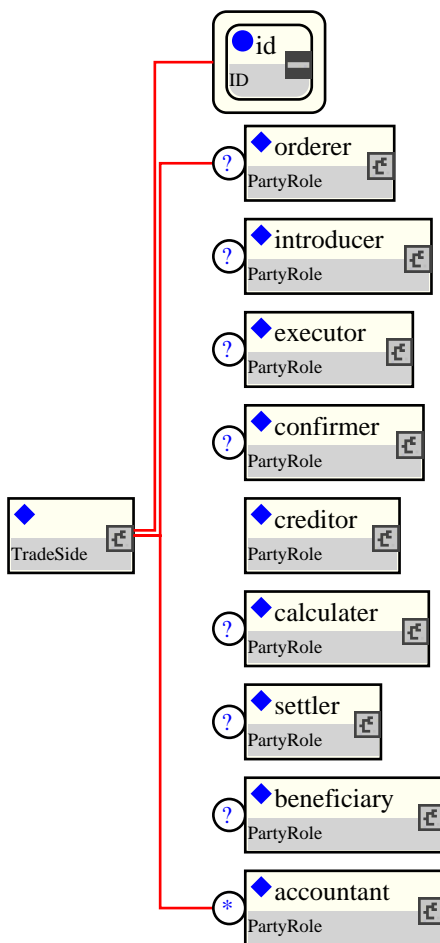 id
ID
?
orderer
PartyRole
?
introducer
PartyRole
?
executor
PartyRole
?
confirmer
PartyRole
TradeSide
creditor
PartyRole
?
calculater
PartyRole
?
settler
PartyRole
?
beneficiary
PartyRole
*
accountant
PartyRole